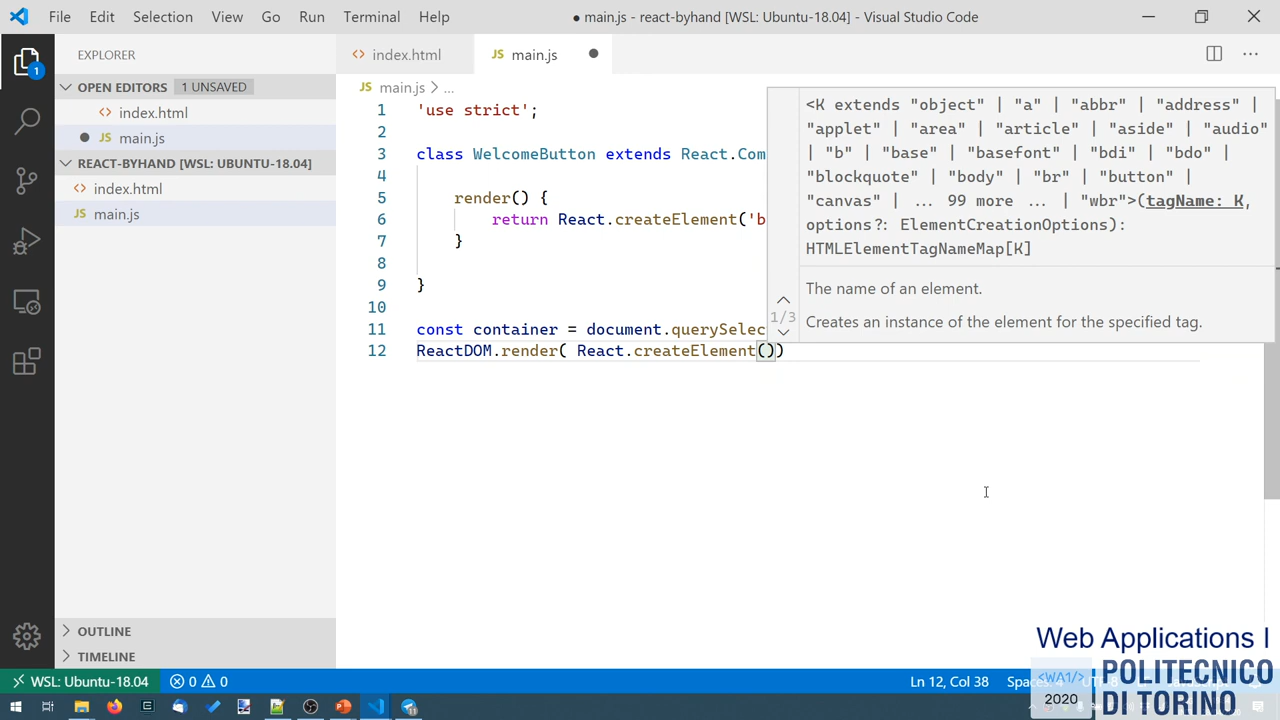 File Edit Selection View Go Run Terminal Help ● main.js - react-byhand [WSL: Ubuntu-18.04] - Visual Studio Code
EXPLORER
<> index.html
JS main.js ●
OPEN EDITORS 1 UNSAVED
<> index.html
● JS main.js
REACT-BYHAND [WSL: UBUNTU-18.04]
<> index.html
JS main.js
OUTLINE
TIMELINE
1
JS main.js > ...
1 'use strict';
2
3 class WelcomeButton extends React.Com
4
5 render() {
6 return React.createElement('b
7 }
8
9 }
10
11 const container = document.querySelec
12 ReactDOM.render( React.createElement())
<K extends "object" | "a" | "abbr" | "address" |
"applet" | "area" | "article" | "aside" | "audio"
| "b" | "base" | "basefont" | "bdi" | "bdo" |
"blockquote" | "body" | "br" | "button" |
"canvas" | ... 99 more ... | "wbr">(tagName: K,
options?: ElementCreationOptions):
HTMLElementTagNameMap[K]
1/3
The name of an element.
Creates an instance of the element for the specified tag.
WSL: Ubuntu-18.04 0 0 Ln 12, Col 38
Web Applications I
<WA1/>
2020
POLITECNICO
DI TORINO